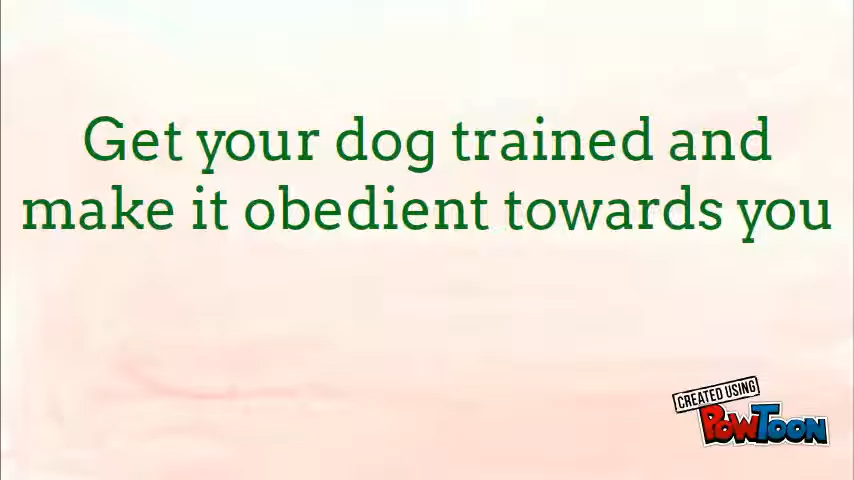 Get your dog trained and
make it obedient towards you
CREATED USING
POWTOON